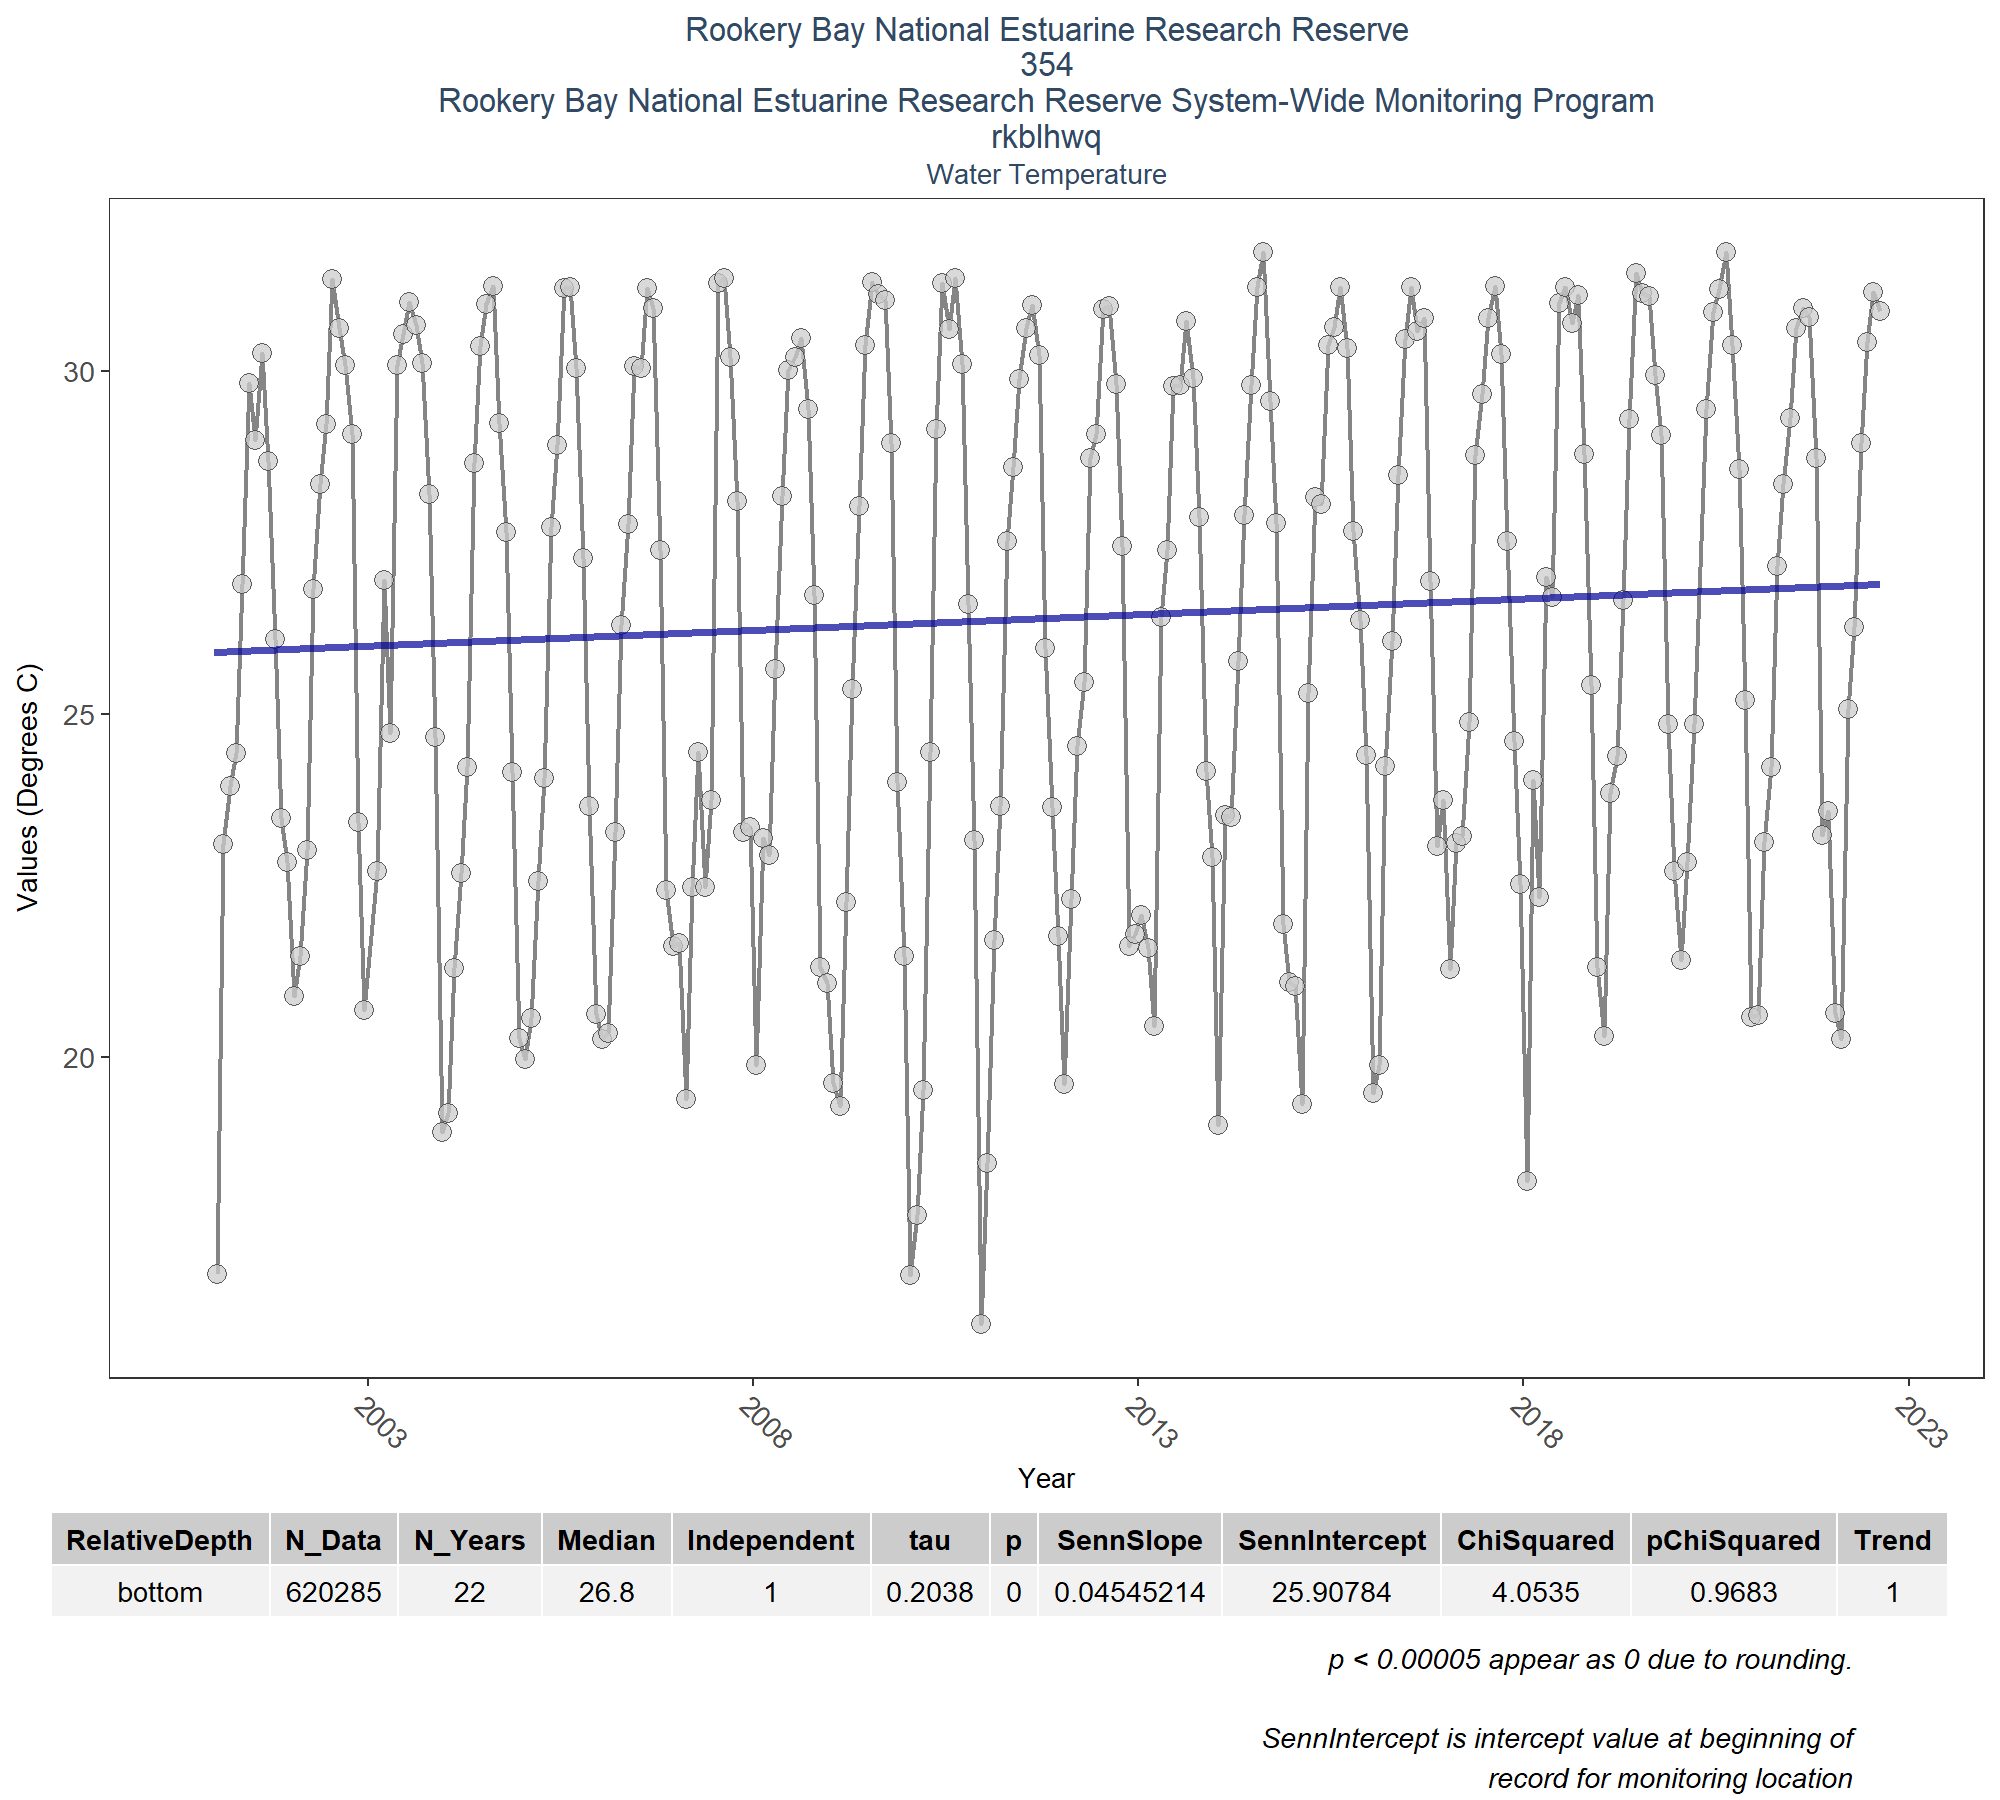 Rookery Bay National Estuarine Research Reserve
354
Rookery Bay National Estuarine Research Reserve System-Wide Monitoring Program
rkblhwq
Water Temperature
30
25
20
Values (Degrees C)
2003 2008 2013 2018 2023
Year
RelativeDepth N_Data N_Years Median Independent tau p SennSlope SennIntercept ChiSquared pChiSquared Trend
bottom 620285 22 26.8 1 0.2038 0 0.04545214 25.90784 4.0535 0.9683 1
p < 0.00005 appear as 0 due to rounding.
SennIntercept is intercept value at beginning of
record for monitoring location